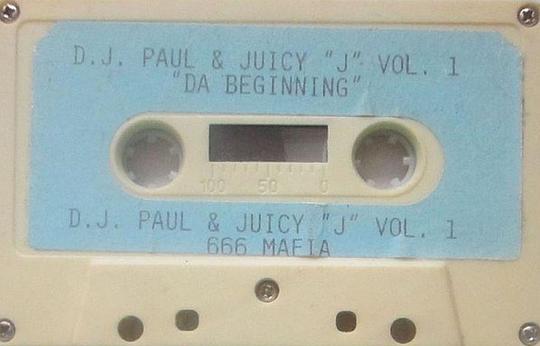 D.J. PAUL & JUICY "J" VOL. 1
"DA BEGINNING"
100 50 0
D.J. PAUL & JUICY "J" VOL. 1
666 MAFIA